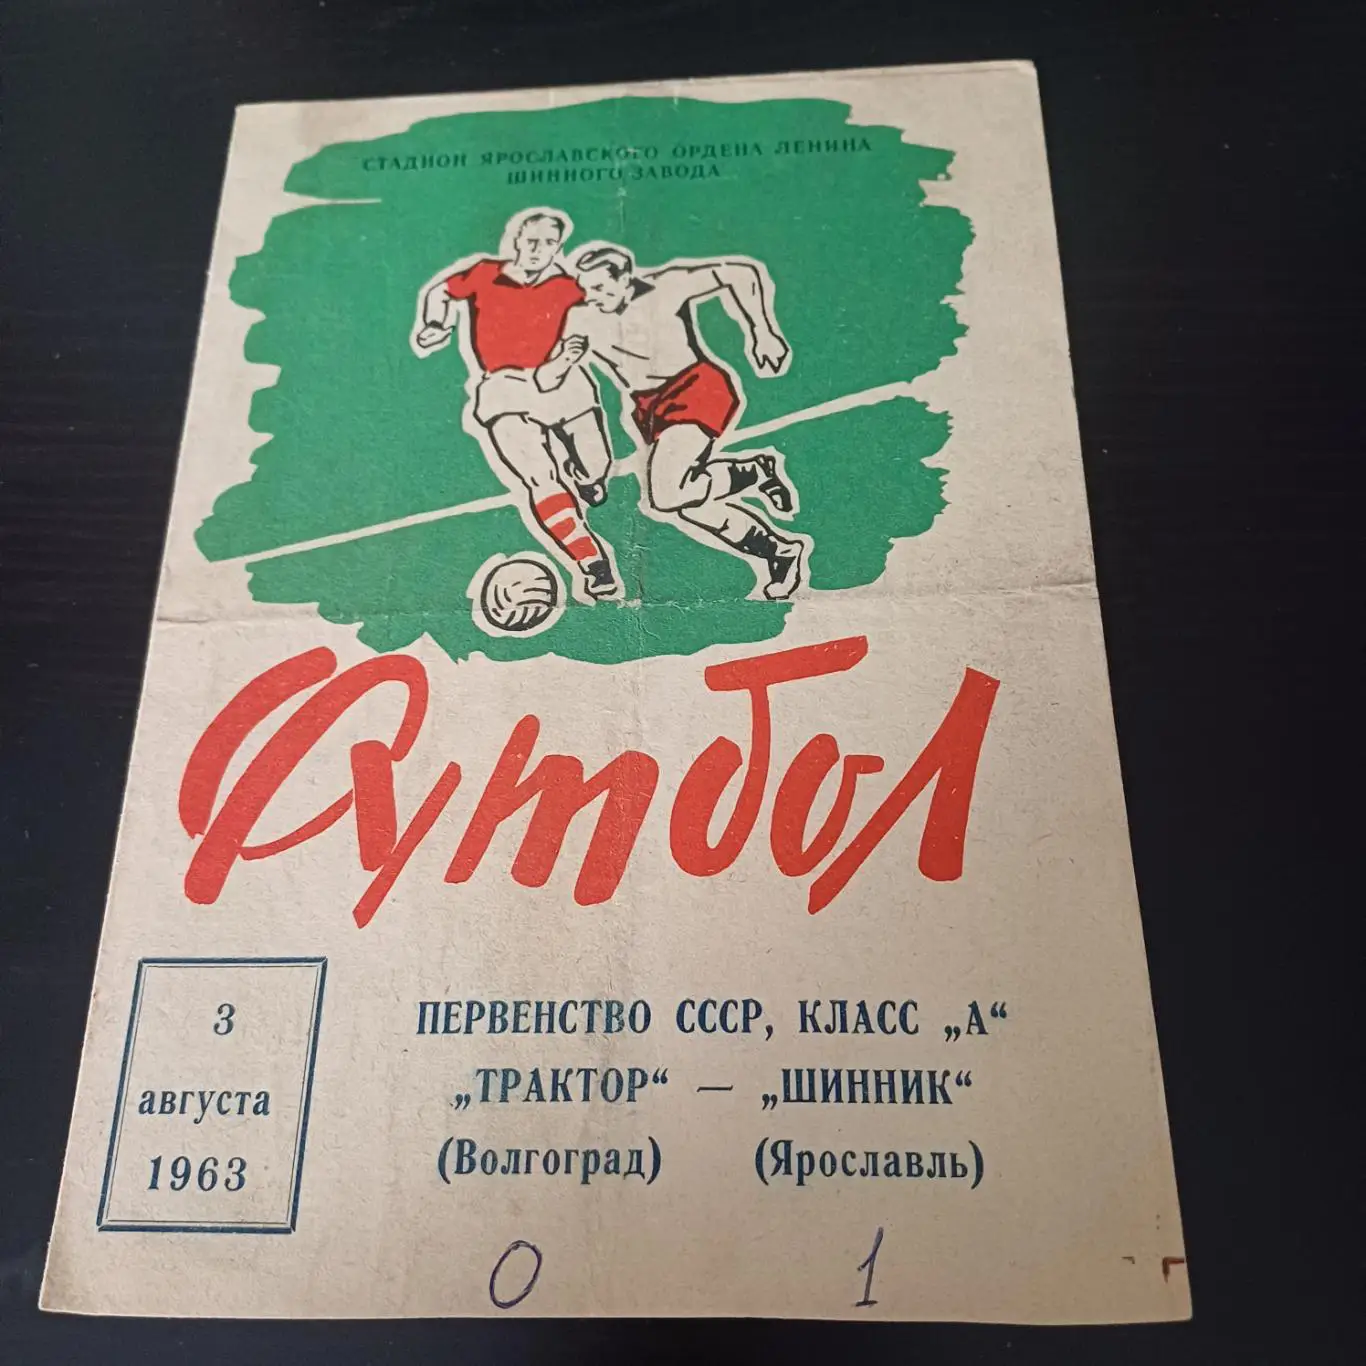 СТАДИОН ЯРОСЛАВСКОГО ОРДЕНА ЛЕНИНА
ШИННОГО ЗАВОДА
Футбол
3
августа
1963
ПЕРВЕНСТВО СССР, КЛАСС „А“
„ТРАКТОР“ — „ШИННИК“
(Волгоград) (Ярославль)
0 1